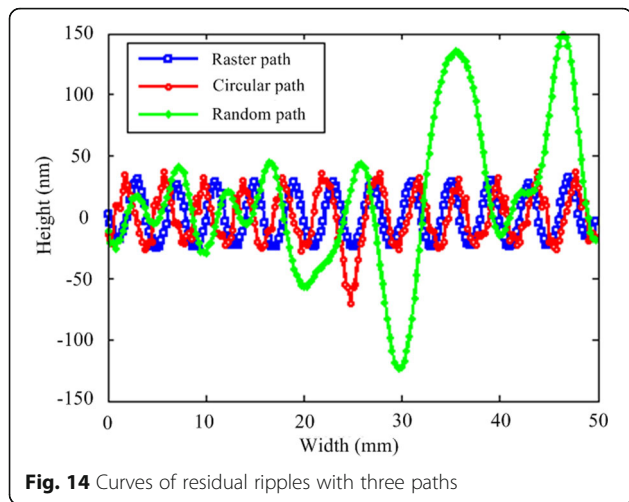 150
100
50
0
-50
-100
-150
Height (nm)
Raster path
Circular path
Random path
0 10 20 30 40 50
Width (mm)
Fig. 14 Curves of residual ripples with three paths